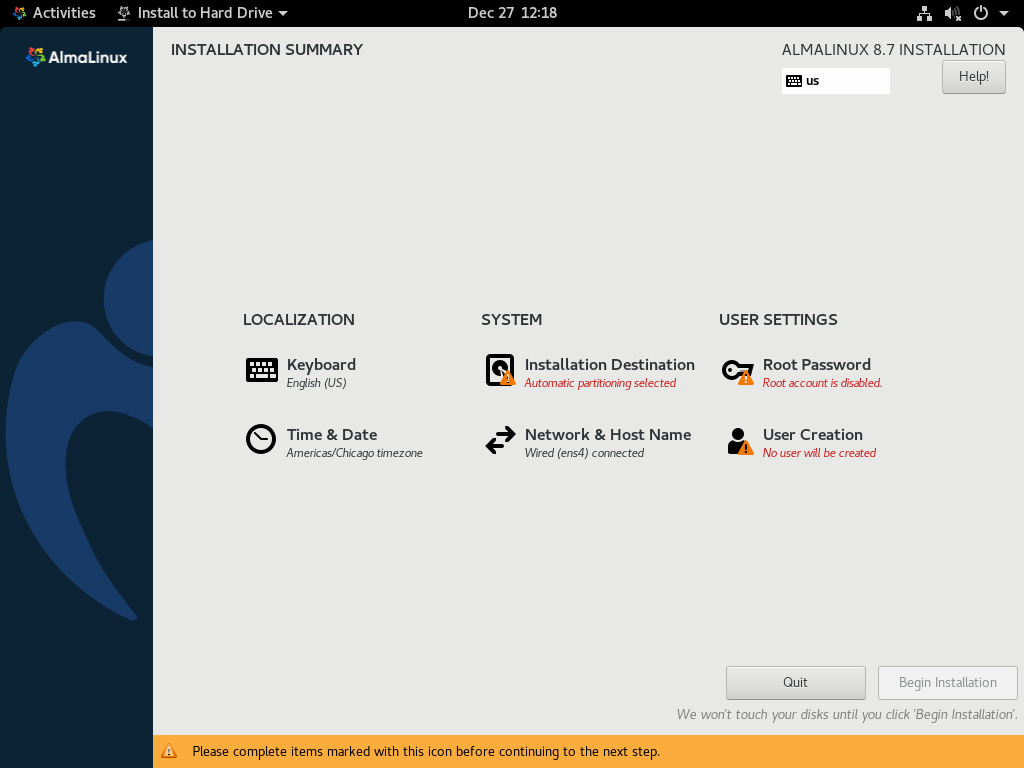 Activities
Install to Hard Drive
Dec 27 12:18
AlmaLinux
INSTALLATION SUMMARY
ALMALINUX 8.7 INSTALLATION
us
Help!
LOCALIZATION
Keyboard
English (US)
Time & Date
Americas/Chicago timezone
SYSTEM
Installation Destination
Automatic partitioning selected
Network & Host Name
Wired (ens4) connected
USER SETTINGS
Root Password
Root account is disabled.
User Creation
No user will be created
Quit
Begin Installation
We won't touch your disks until you click 'Begin Installation'.
Please complete items marked with this icon before continuing to the next step.